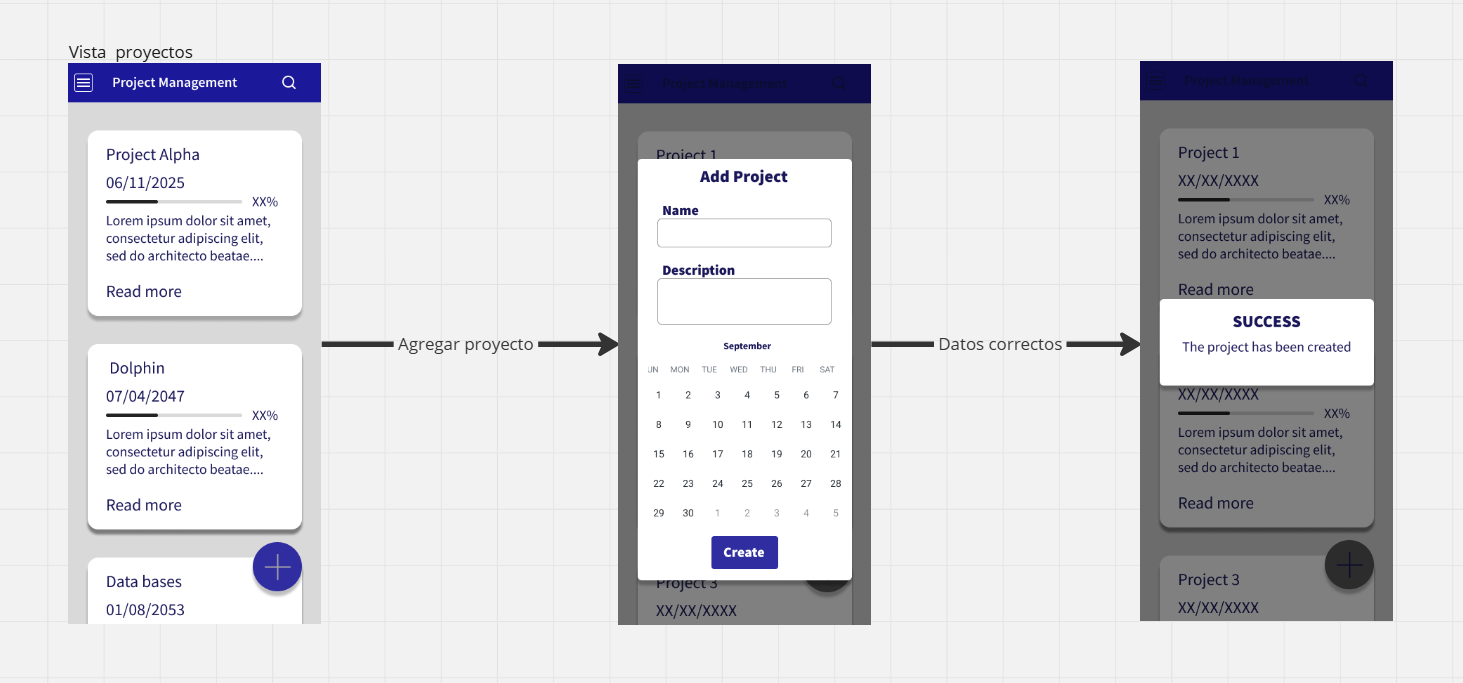 Vista proyectos
Project Management
Project Alpha
06/11/2025
XX%
Lorem ipsum dolor sit amet,
consectetur adipiscing elit,
sed do architecto beatae....
Read more
Dolphin
07/04/2047
XX%
Lorem ipsum dolor sit amet,
consectetur adipiscing elit,
sed do architecto beatae....
Read more
Data bases
01/08/2053
Agregar proyecto
Project Management
Project 1
Add Project
Name
Description
September
UN MON TUE WED THU FRI SAT
1 2 3 4 5 6 7
8 9 10 11 12 13 14
15 16 17 18 19 20 21
22 23 24 25 26 27 28
29 30 1 2 3 4 5
Create
Project 3
XX/XX/XXXX
Datos correctos
Project Management
Project 1
XX/XX/XXXX
XX%
Lorem ipsum dolor sit amet,
consectetur adipiscing elit,
sed do architecto beatae....
Read more
SUCCESS
The project has been created
XX/XX/XXXX
XX%
Lorem ipsum dolor sit amet,
consectetur adipiscing elit,
sed do architecto beatae....
Read more
Project 3
XX/XX/XXXX